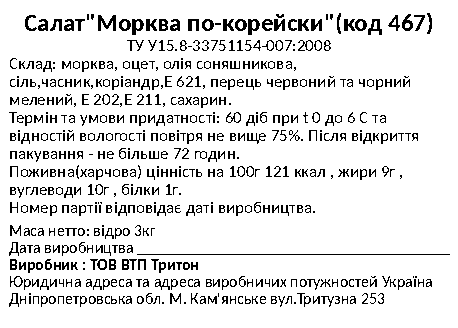 Салат"Морква по-корейски"(код 467)
ТУ У15.8-33751154-007:2008
Склад: морква, оцет, олія соняшникова,
сіль,часник,коріандр,Е 621, перець червоний та чорний
мелений, Е 202,Е 211, сахарин.
Термін та умови придатності: 60 діб при t 0 до 6 С та
відносній вологості повітря не вище 75%. Після відкриття
пакування - не більше 72 годин.
Поживна(харчова) цінність на 100г 121 ккал , жири 9г ,
вуглеводи 10г , білки 1г.
Номер партії відповідає даті виробництва.
Маса нетто: відро 3кг
Дата виробництва
Виробник : ТОВ ВТП Тритон
Юридична адреса та адреса виробничих потужностей Україна
Дніпропетровська обл. М. Кам'янське вул.Тритузна 253